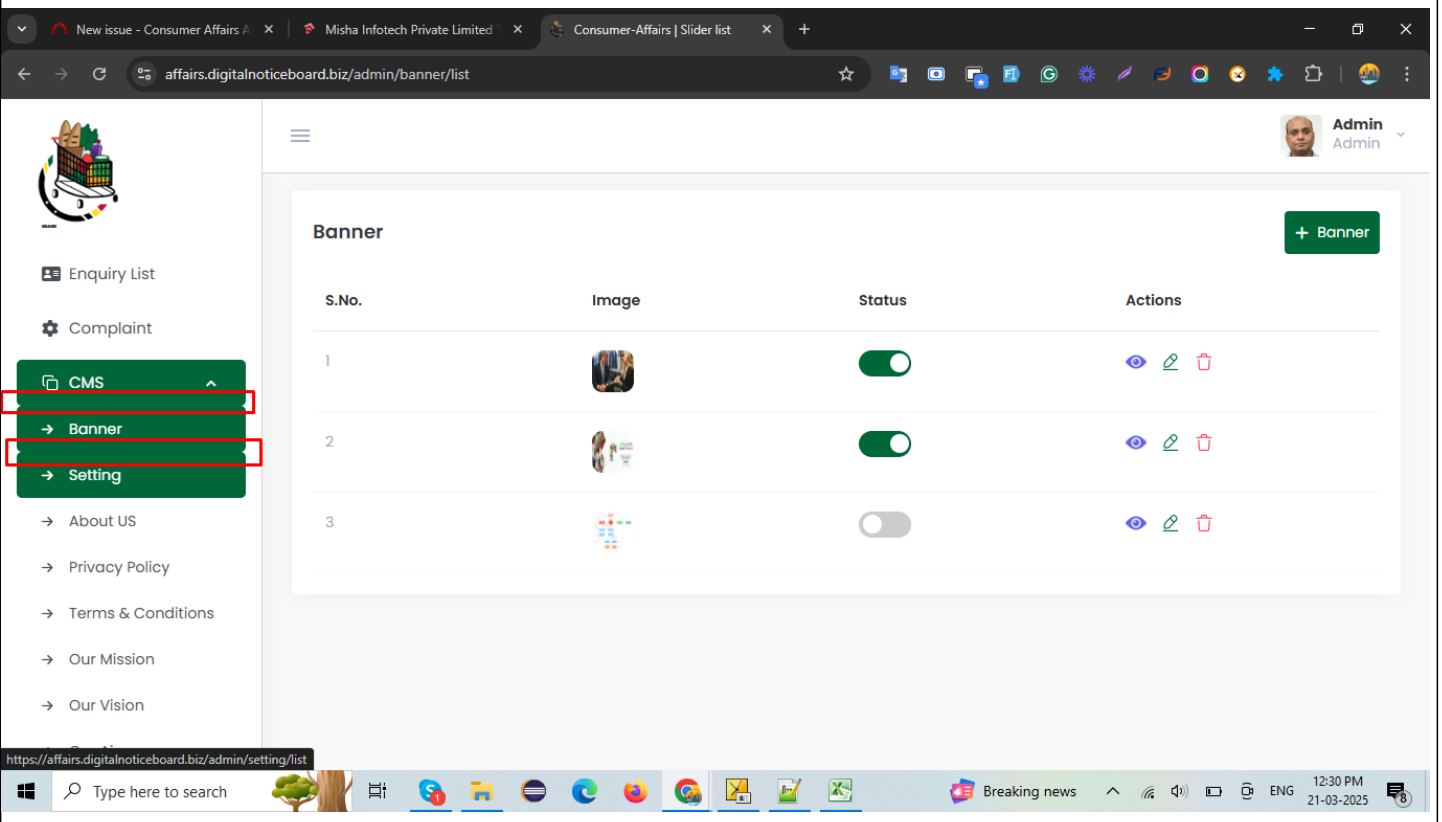 New issue - Consumer Affairs A
Misha Infotech Private Limited T
Consumer-Affairs | Slider list
affairs.digitalnoticeboard.biz/admin/banner/list
Admin
Admin
Banner
+ Banner
Enquiry List
S.No.
Image
Status
Actions
Complaint
1
CMS
Banner
2
Setting
About US
3
Privacy Policy
Terms & Conditions
Our Mission
Our Vision
https://affairs.digitalnoticeboard.biz/admin/setting/list
Type here to search
Breaking news
ENG
12:30 PM
21-03-2025
8